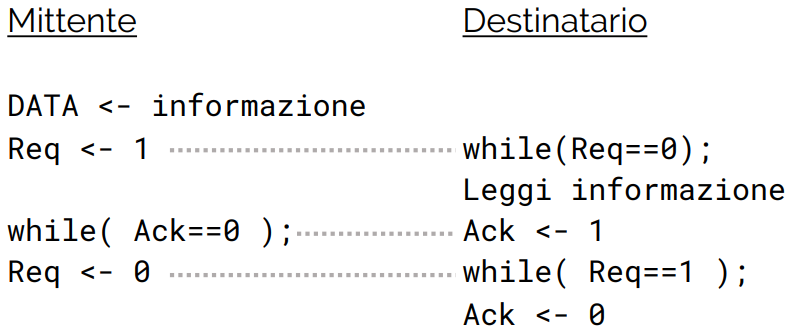 Mittente Destinatario
DATA <- informazione
Req <- 1 while(Req==0);
Leggi informazione
while( Ack==0 ); Ack <- 1
Req <- 0 while( Req==1 );
Ack <- 0